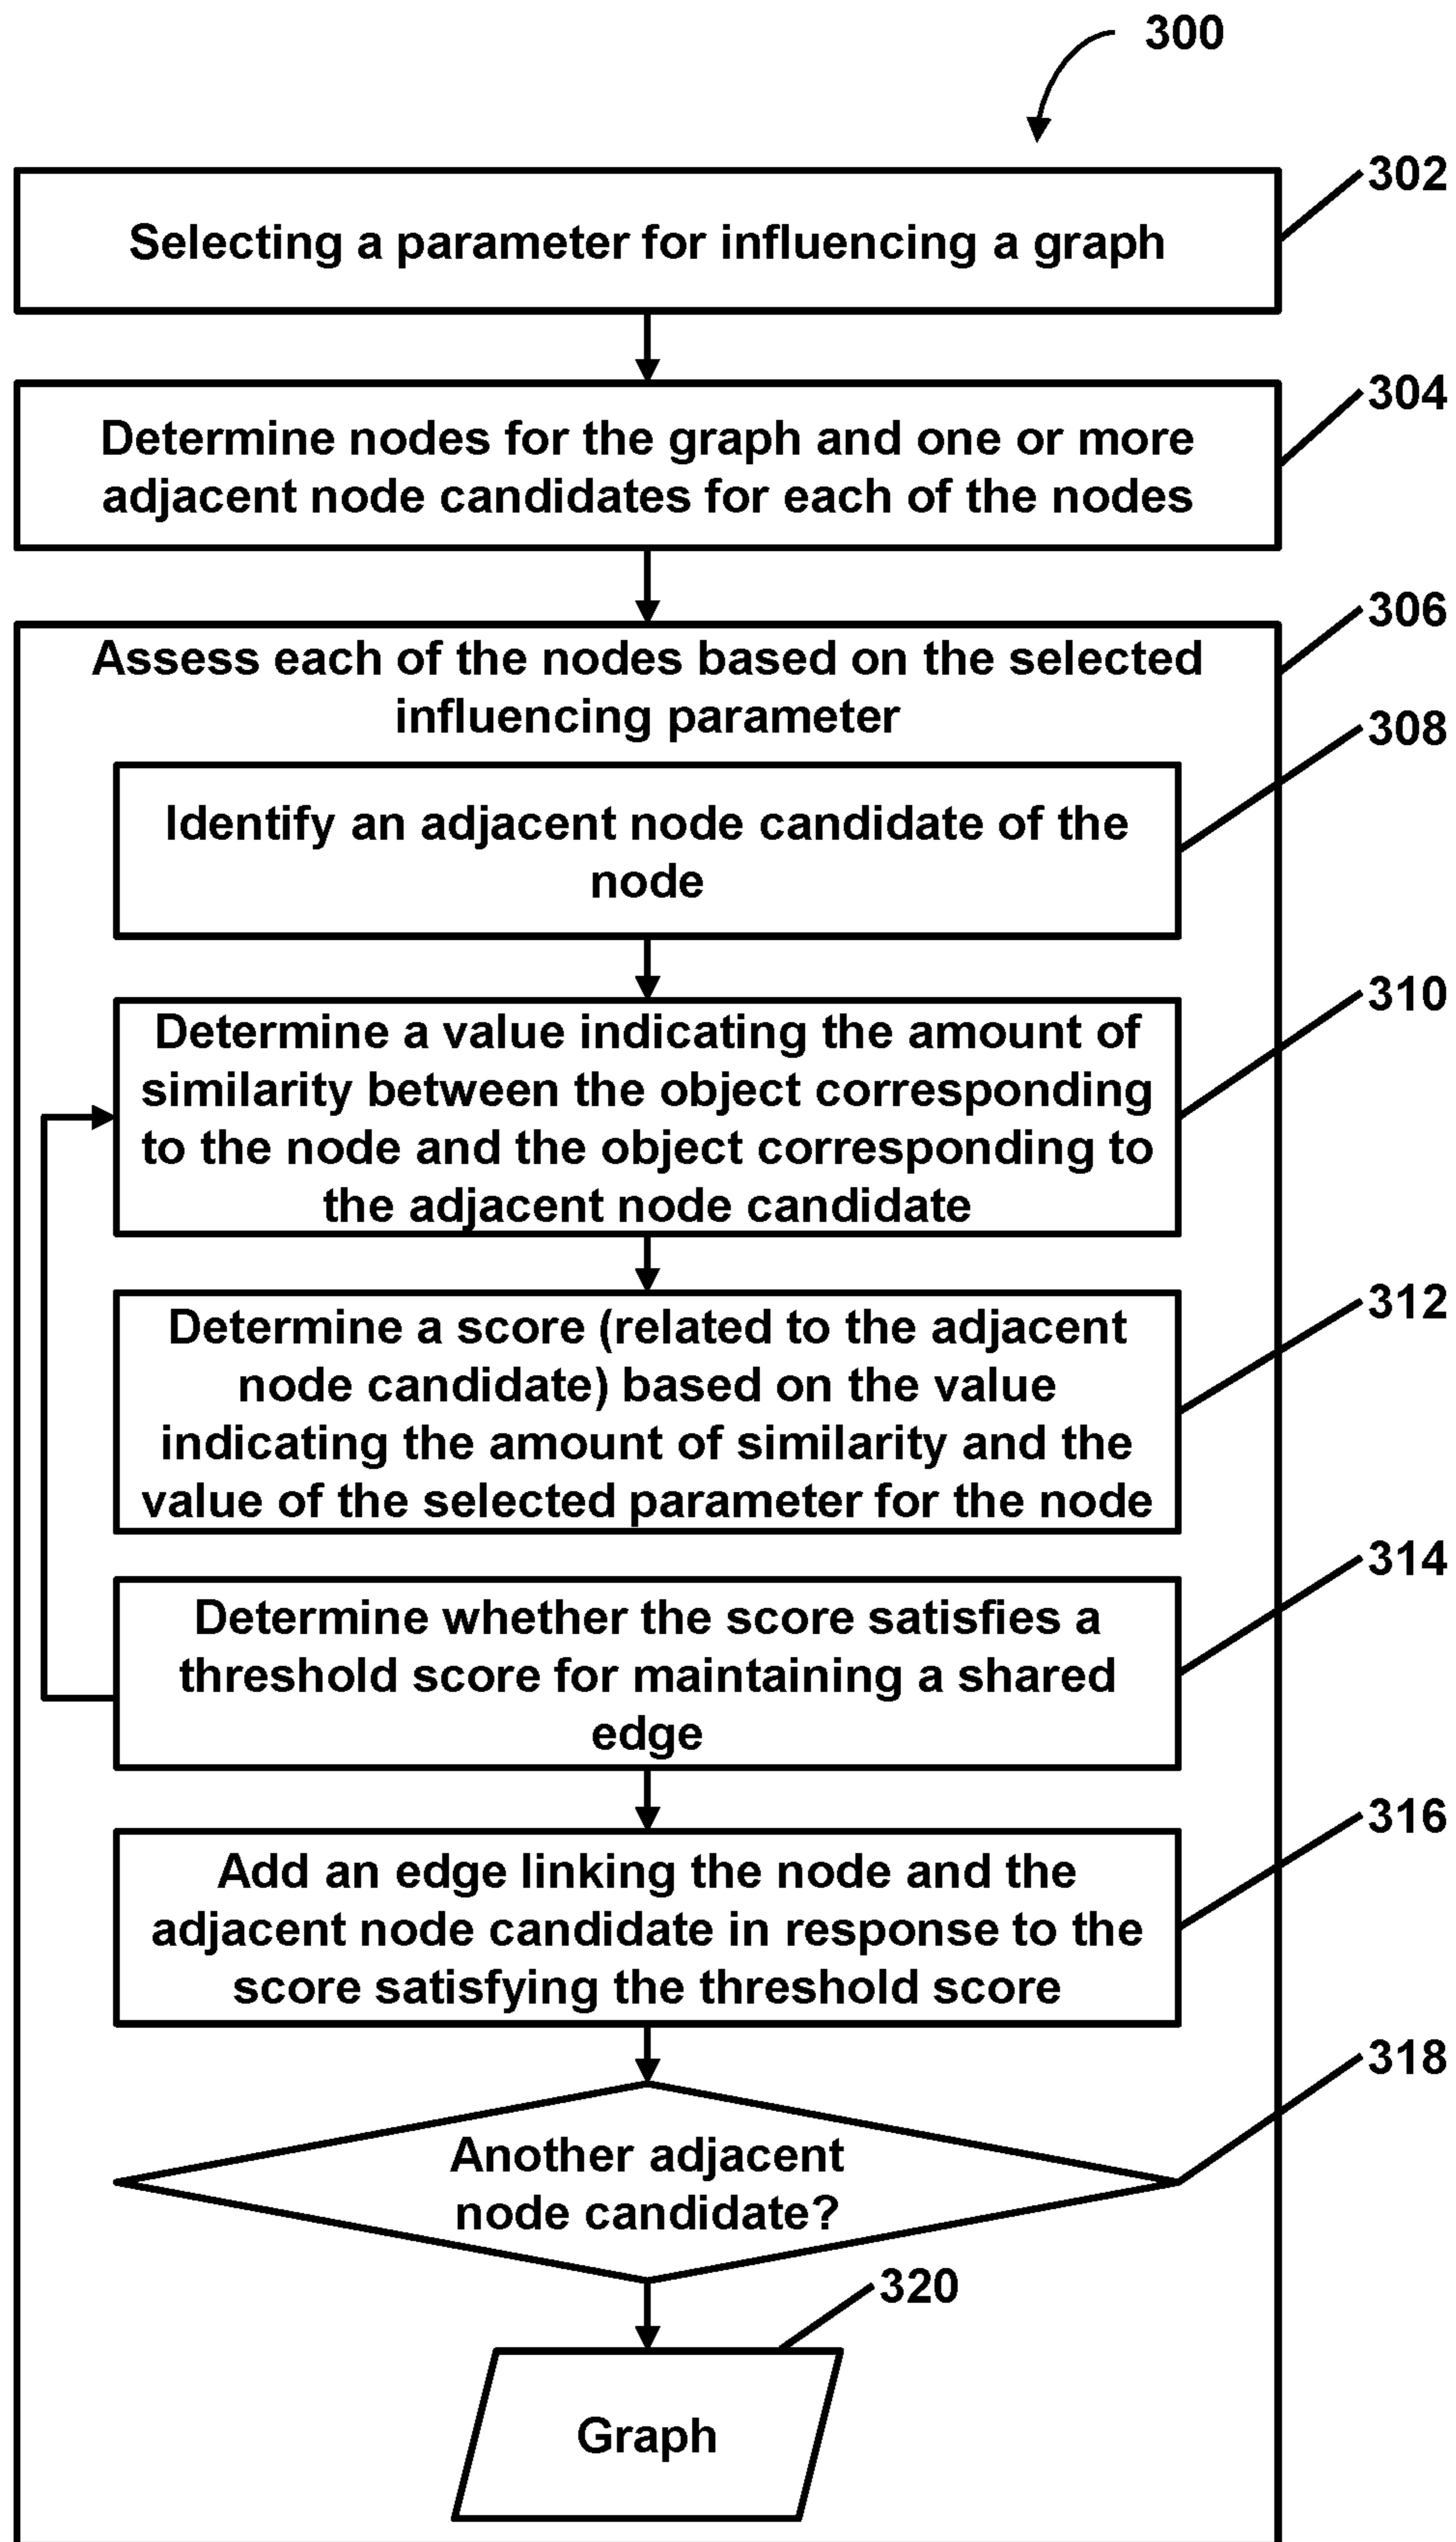 300
302
Selecting a parameter for influencing a graph
304
Determine nodes for the graph and one or more
adjacent node candidates for each of the nodes
306
Assess each of the nodes based on the selected
influencing parameter
308
Identify an adjacent node candidate of the
node
310
Determine a value indicating the amount of
similarity between the object corresponding
to the node and the object corresponding to
the adjacent node candidate
312
Determine a score (related to the adjacent
node candidate) based on the value
indicating the amount of similarity and the
value of the selected parameter for the node
314
Determine whether the score satisfies a
threshold score for maintaining a shared
edge
316
Add an edge linking the node and the
adjacent node candidate in response to the
score satisfying the threshold score
318
Another adjacent
node candidate?
320
Graph